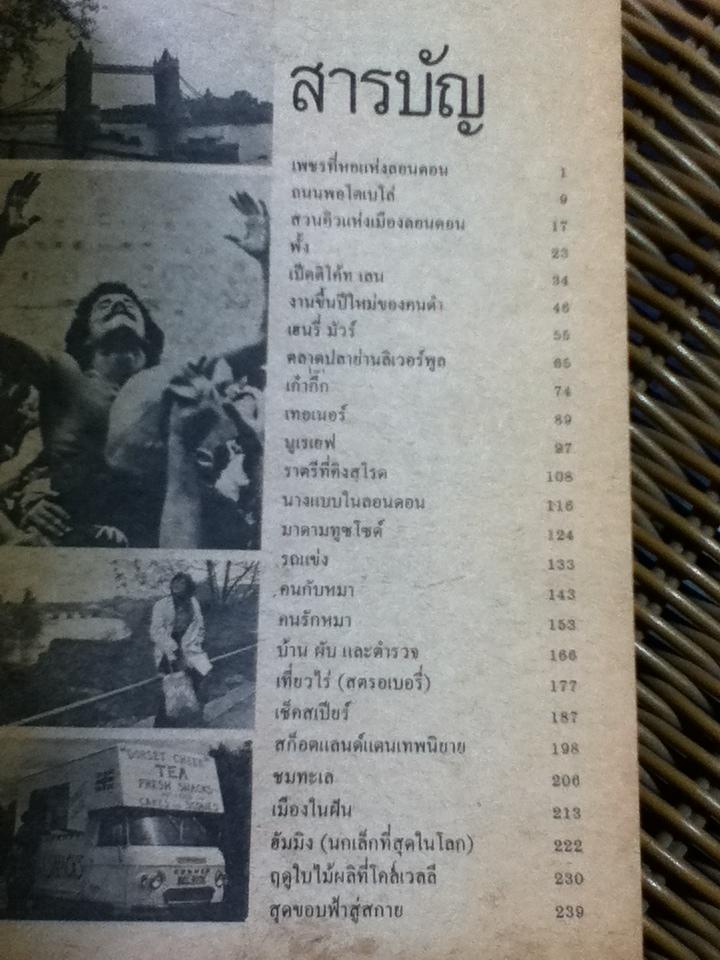 สารบัญ
เพชรที่หอแห่งลอนดอน 1
ถนนพอโตเบโล่ 9
สวนคิวแห่งเมืองลอนดอน 17
พั้ง 23
เป็ตติโค้ท เลน 34
งานขึ้นปีใหม่ของคนดำ 46
เฮนรี่ มัวร์ 55
ตลาดปลาย่านลิเวอร์พูล 65
เก๋ากี๊ก 74
เทอเนอร์ 89
นูเรเยฟ 97
ราตรีที่คิงสโรด 108
นางแบบในลอนดอน 116
มาดามทูซโซด์ 124
รถแข่ง 133
คนกับหมา 143
คนรักหมา 153
บ้าน ผับ และตำรวจ 166
เที่ยวไร่ (สตรอเบอรี่) 177
เช็คสเปียร์ 187
สก็อตแลนด์แดนเทพนิยาย 198
ชมทะเล 206
เมืองในฝัน 213
ฮัมมิง (นกเล็กที่สุดในโลก) 222
ฤดูใบไม้ผลิที่โคล์เวลลี 230
สุดขอบฟ้าสู่สกาย 239
"DORSET CHEER"
TEA
FRESH SNACKS
CAKES SCONES
SNACKS